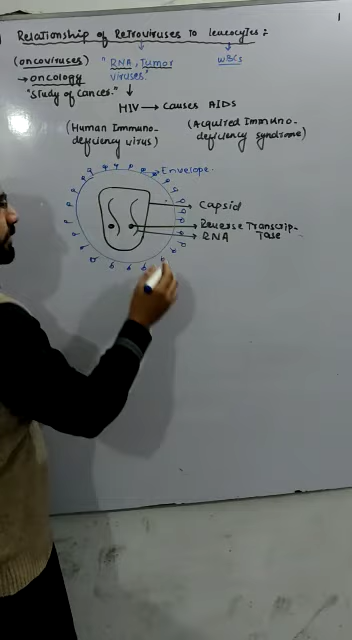 1
Relationship of Retroviruses to leucocytes:
(oncoviruses) "RNA, Tumor viruses" WBCs
→ oncology
"Study of cancer."
HIV → Causes AIDS
(Human Immuno- (Acquired Immuno-
deficiency virus) deficiency syndrome)
Envelope.
Capsid
Reverse Transcrip-
RNA tase